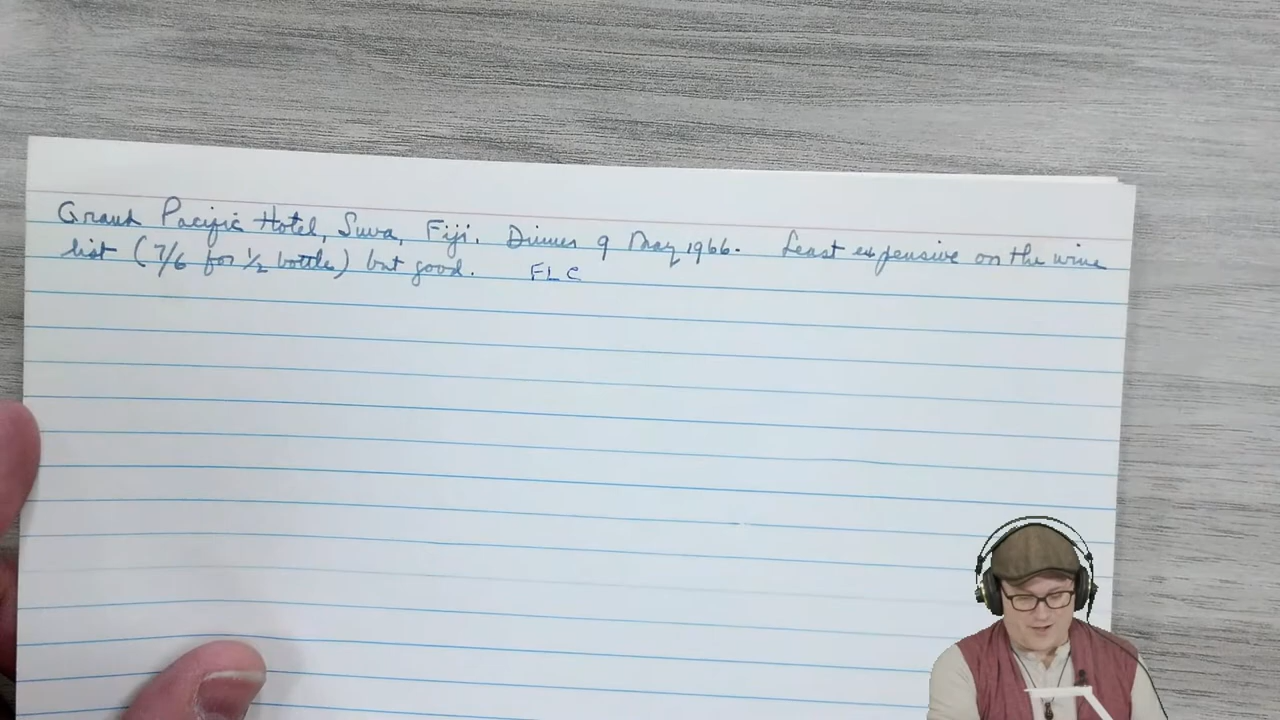 Grand Pacific Hotel, Suva, Fiji. Dinner 9 May 1966. Least expensive on the wine
list (7/6 for 1/2 bottle) but good. FLC